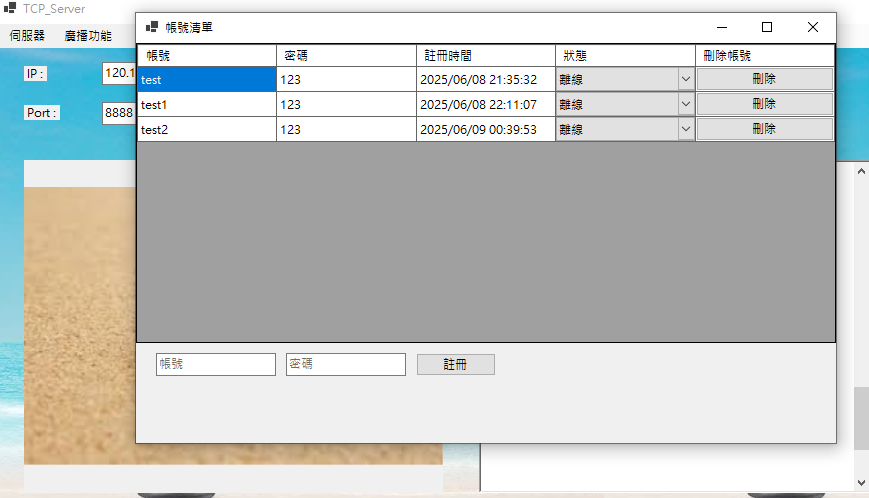 TCP_Server
帳號清單
伺服器 廣播功能
帳號 密碼 註冊時間 狀態 刪除帳號
IP : 120.1
test 123 2025/06/08 21:35:32 離線 刪除
test1 123 2025/06/08 22:11:07 離線 刪除
Port : 8888
test2 123 2025/06/09 00:39:53 離線 刪除
帳號 密碼 註冊